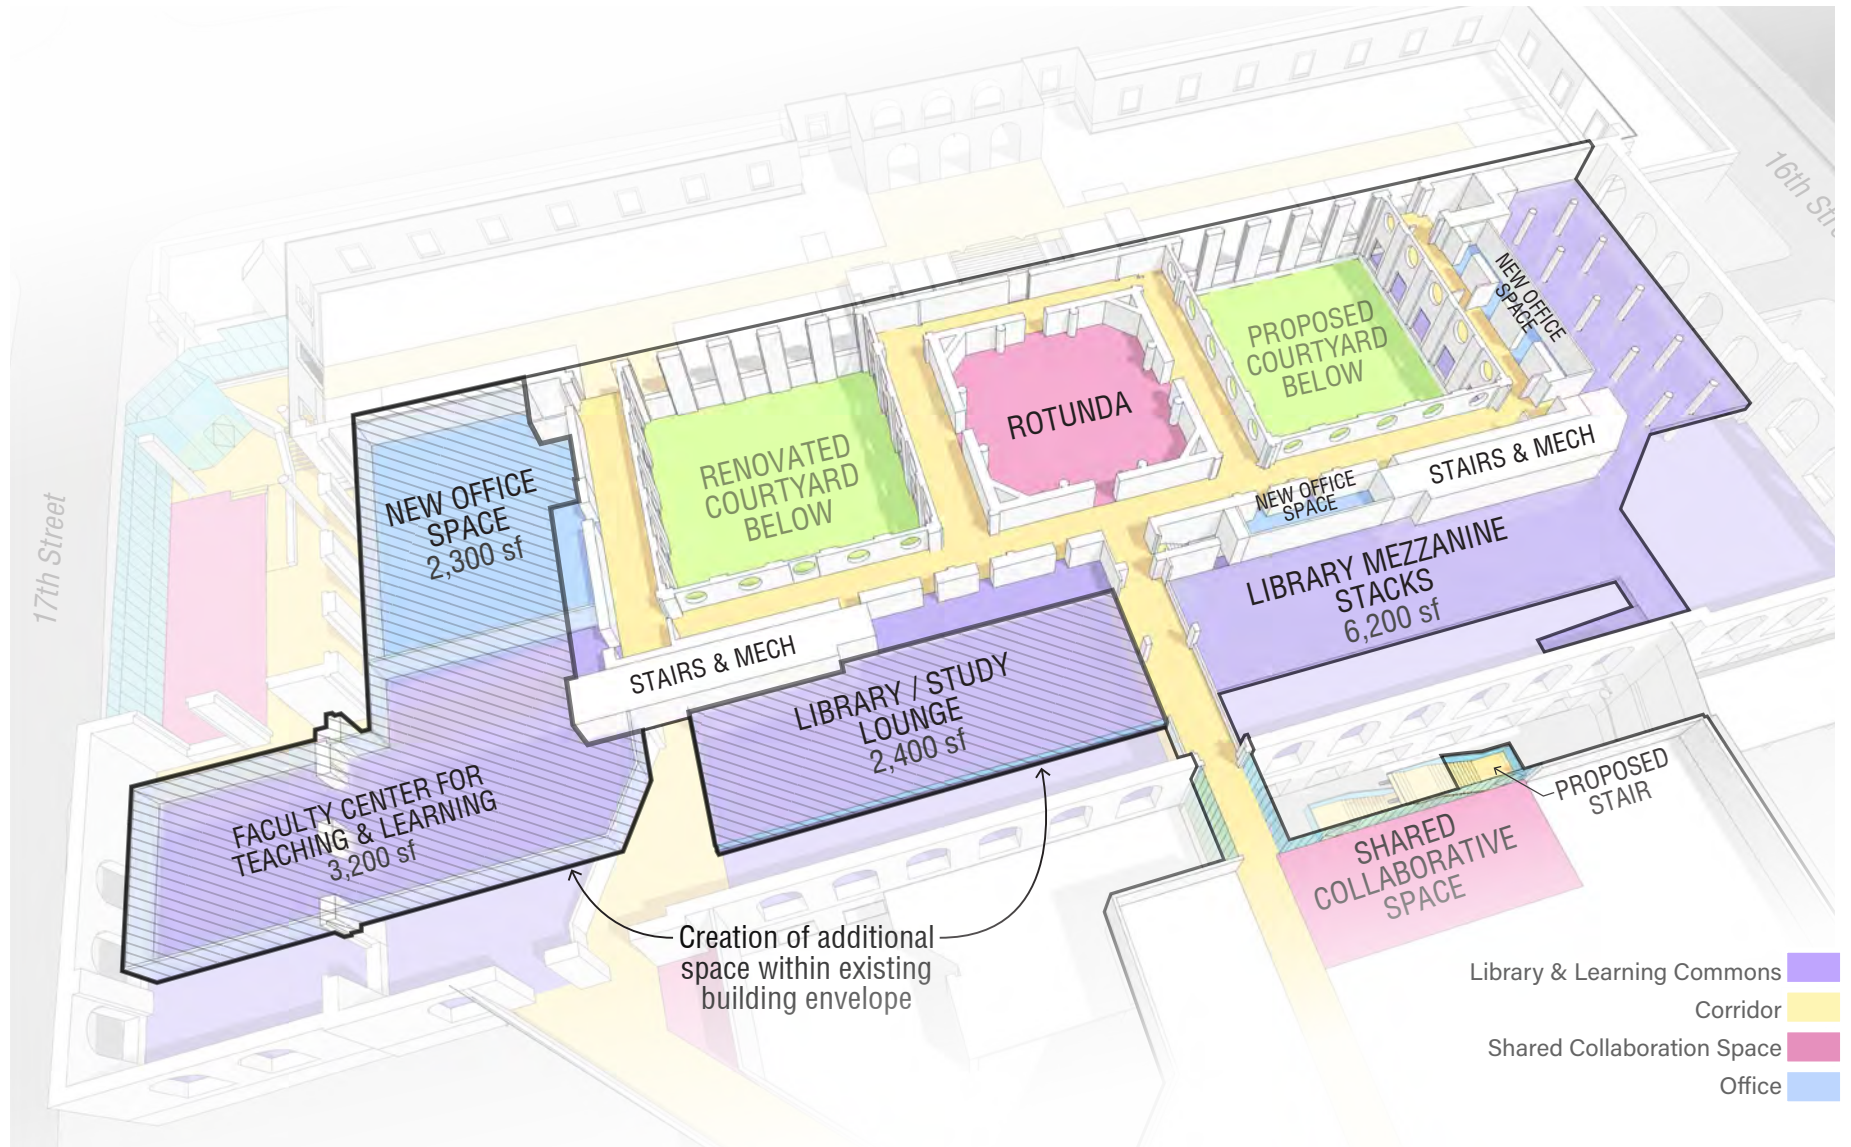 16th Str
NEW OFFICE
SPACE
PROPOSED
COURTYARD
BELOW
ROTUNDA
RENOVATED
COURTYARD
BELOW
STAIRS & MECH
NEW OFFICE
SPACE
NEW OFFICE
SPACE
2,300 sf
17th Street
LIBRARY MEZZANINE
STACKS
6,200 sf
STAIRS & MECH
LIBRARY / STUDY
LOUNGE
2,400 sf
FACULTY CENTER FOR
TEACHING & LEARNING
3,200 sf
PROPOSED
STAIR
SHARED
COLLABORATIVE
SPACE
Creation of additional
space within existing
building envelope
Library & Learning Commons
Corridor
Shared Collaboration Space
Office